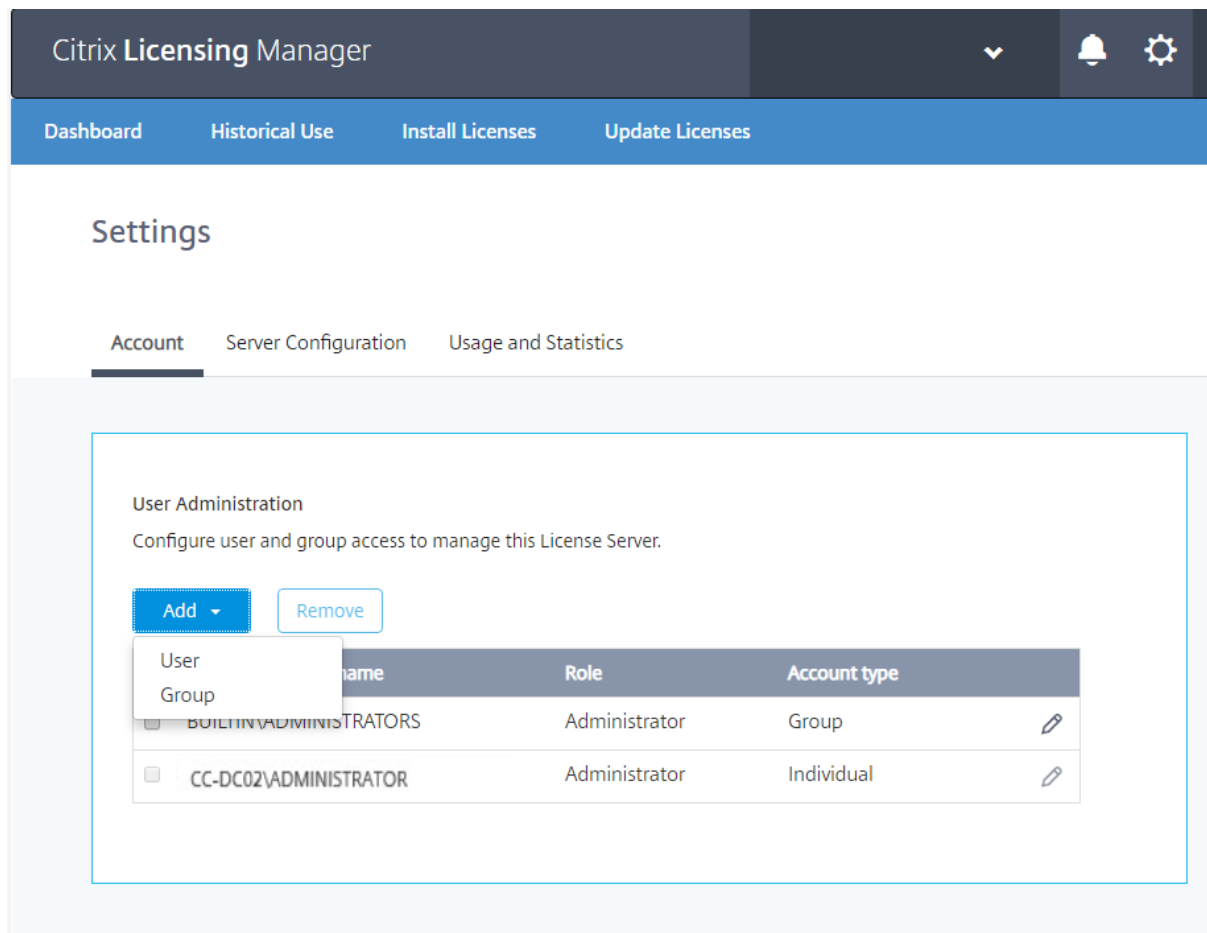 Citrix Licensing Manager
Dashboard Historical Use Install Licenses Update Licenses
Settings
Account Server Configuration Usage and Statistics
User Administration
Configure user and group access to manage this License Server.
Add Remove
User
Group
name Role Account type
BUILTIN\ADMINISTRATORS Administrator Group
CC-DC02\ADMINISTRATOR Administrator Individual